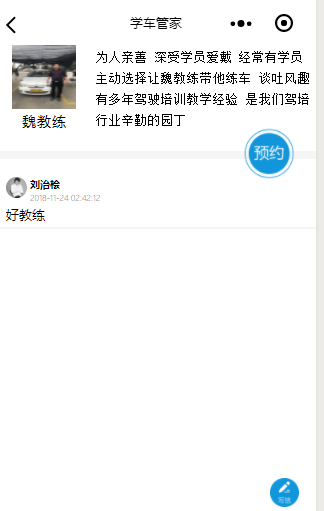 学车管家
为人亲善 深受学员爱戴 经常有学员
主动选择让魏教练带他练车 谈吐风趣
有多年驾驶培训教学经验 是我们驾培
行业辛勤的园丁
魏教练
预约
刘治桧
2018-11-24 02:42:12
好教练